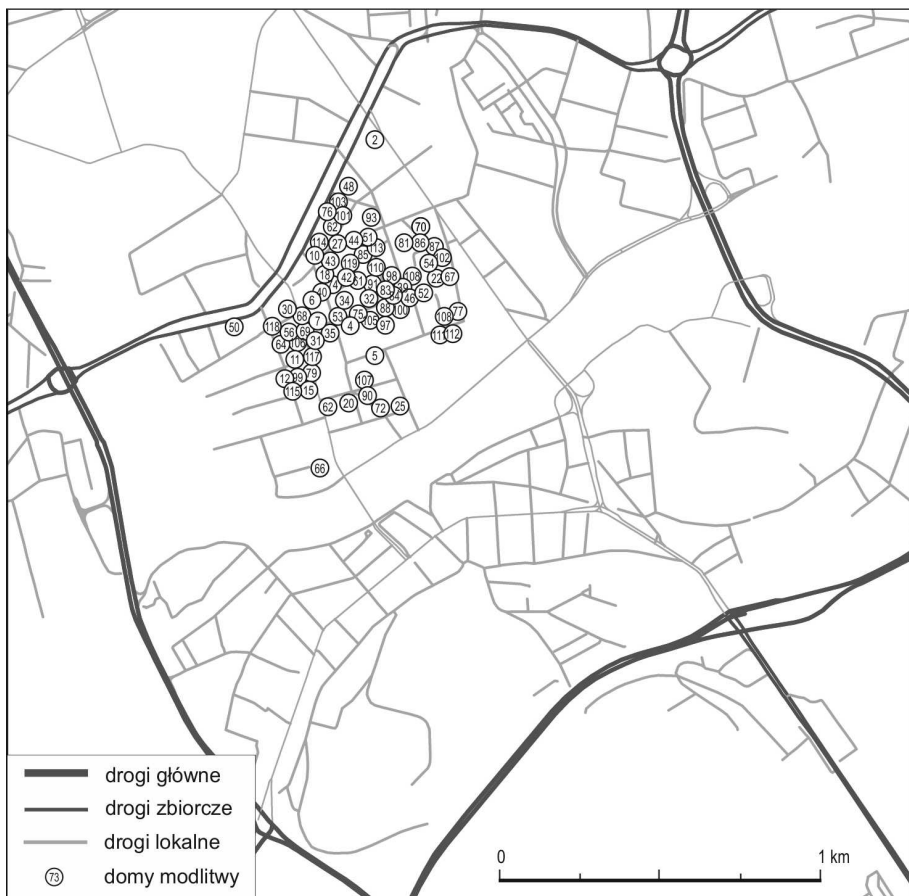 2
48
103
76 101 93
62 70
114 27 44 51 81 86 87
10 85 113 102
43 119 110 54
18 42 61 91 98 108 22 67
40 4 83 52
6 34 32 94 46
30 68 53 75 88 100 77
118 7 105 97 108
50 56 69 35 4 111 112
64 106 31
11 117 5
12 99 79 107
115 15 90
62 20 72 25
66
drogi główne
drogi zbiorcze
drogi lokalne
73 domy modlitwy
0 1 km